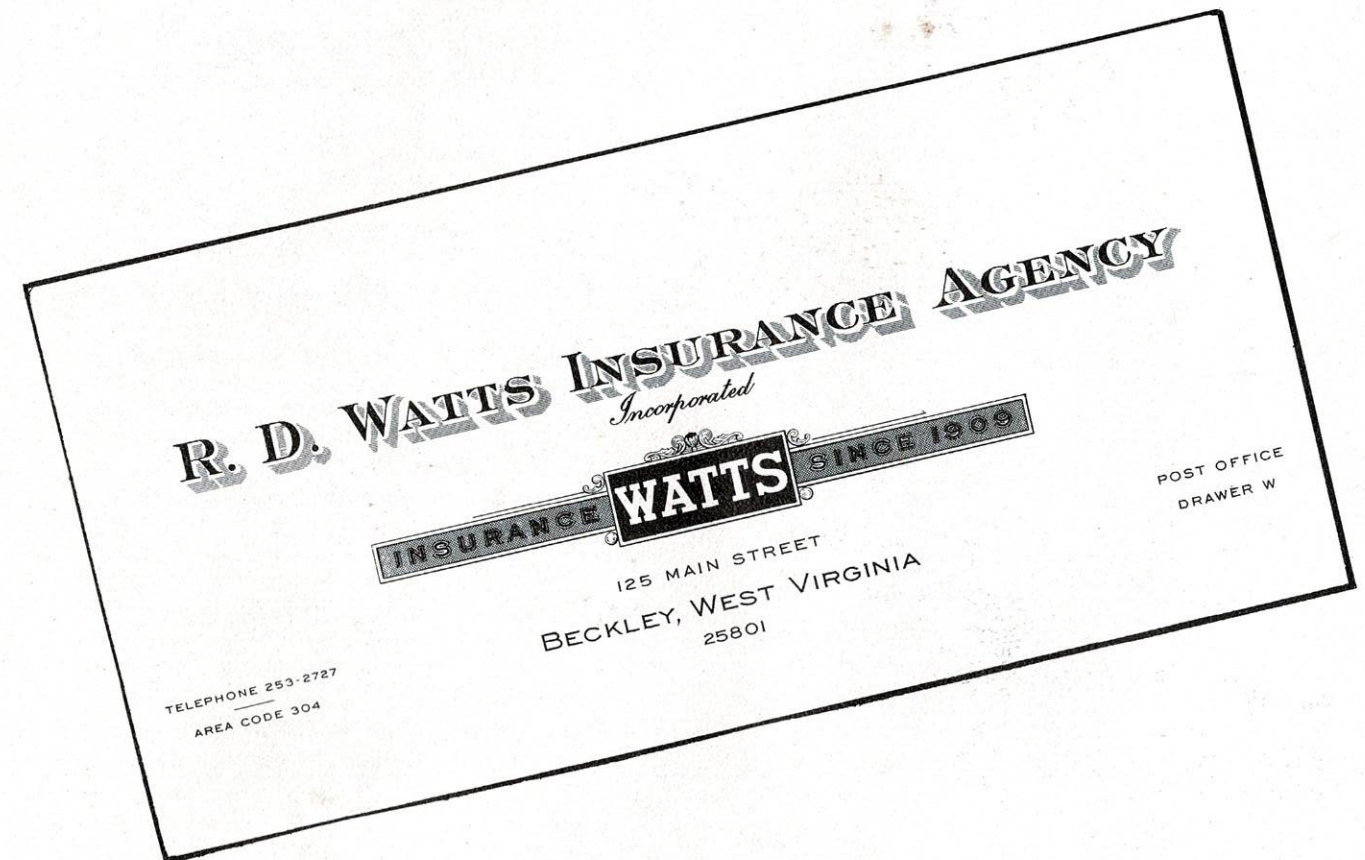 R. D. WATTS INSURANCE AGENCY
Incorporated
INSURANCE WATTS SINCE 1909
125 MAIN STREET
BECKLEY, WEST VIRGINIA
25801
POST OFFICE
DRAWER W
TELEPHONE 253-2727
AREA CODE 304